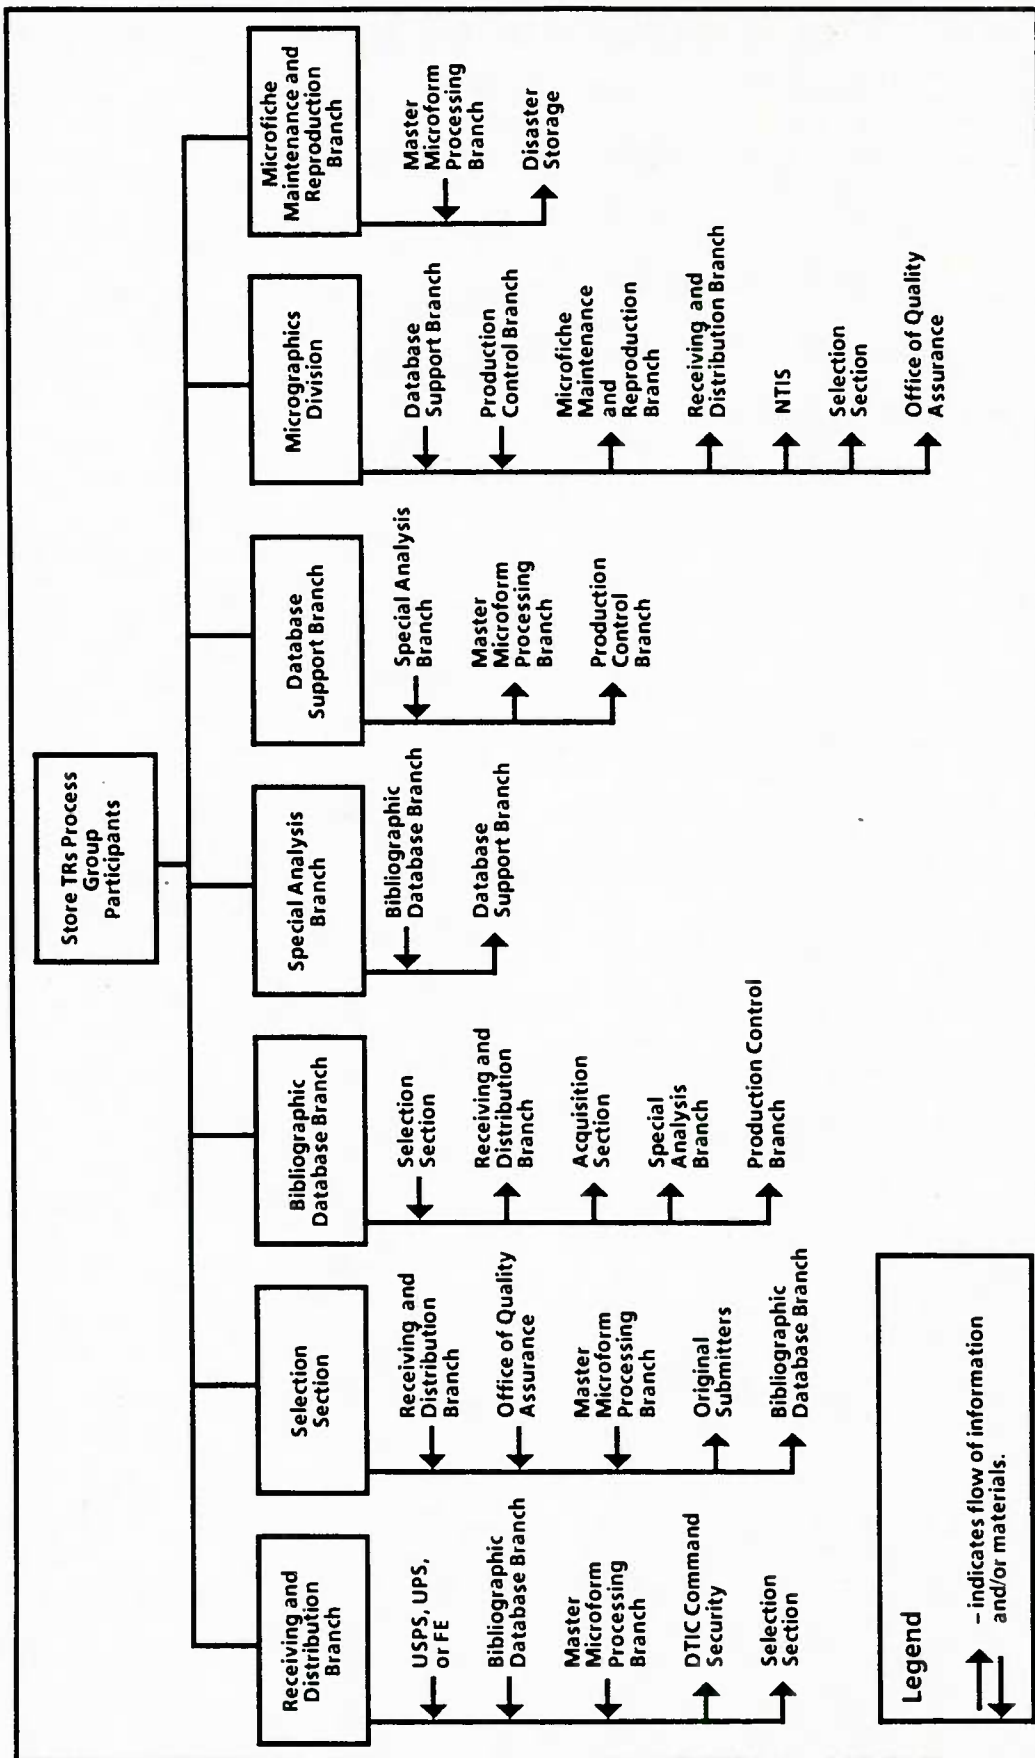 Store TRs Process
Group
Participants
Receiving and
Distribution
Branch
USPS, UPS,
or FE
Bibliographic
Database Branch
Master
Microform
Processing
Branch
DTIC Command
Security
Selection
Section
Selection
Section
Receiving and
Distribution
Branch
Office of Quality
Assurance
Master
Microform
Processing
Branch
Original
Submitters
Bibliographic
Database Branch
Bibliographic
Database Branch
Selection
Section
Receiving and
Distribution
Branch
Acquisition
Section
Special
Analysis
Branch
Production Control
Branch
Special Analysis
Branch
Bibliographic
Database Branch
Database
Support Branch
Database
Support Branch
Special Analysis
Branch
Master
Microform
Processing
Branch
Production
Control
Branch
Micrographics
Division
Database
Support Branch
Production
Control Branch
Microfiche
Maintenance
and
Reproduction
Branch
Receiving and
Distribution Branch
NTIS
Selection
Section
Office of Quality
Assurance
Microfiche
Maintenance and
Reproduction
Branch
Master
Microform
Processing
Branch
Disaster
Storage
Legend
– indicates flow of information
and/or materials.